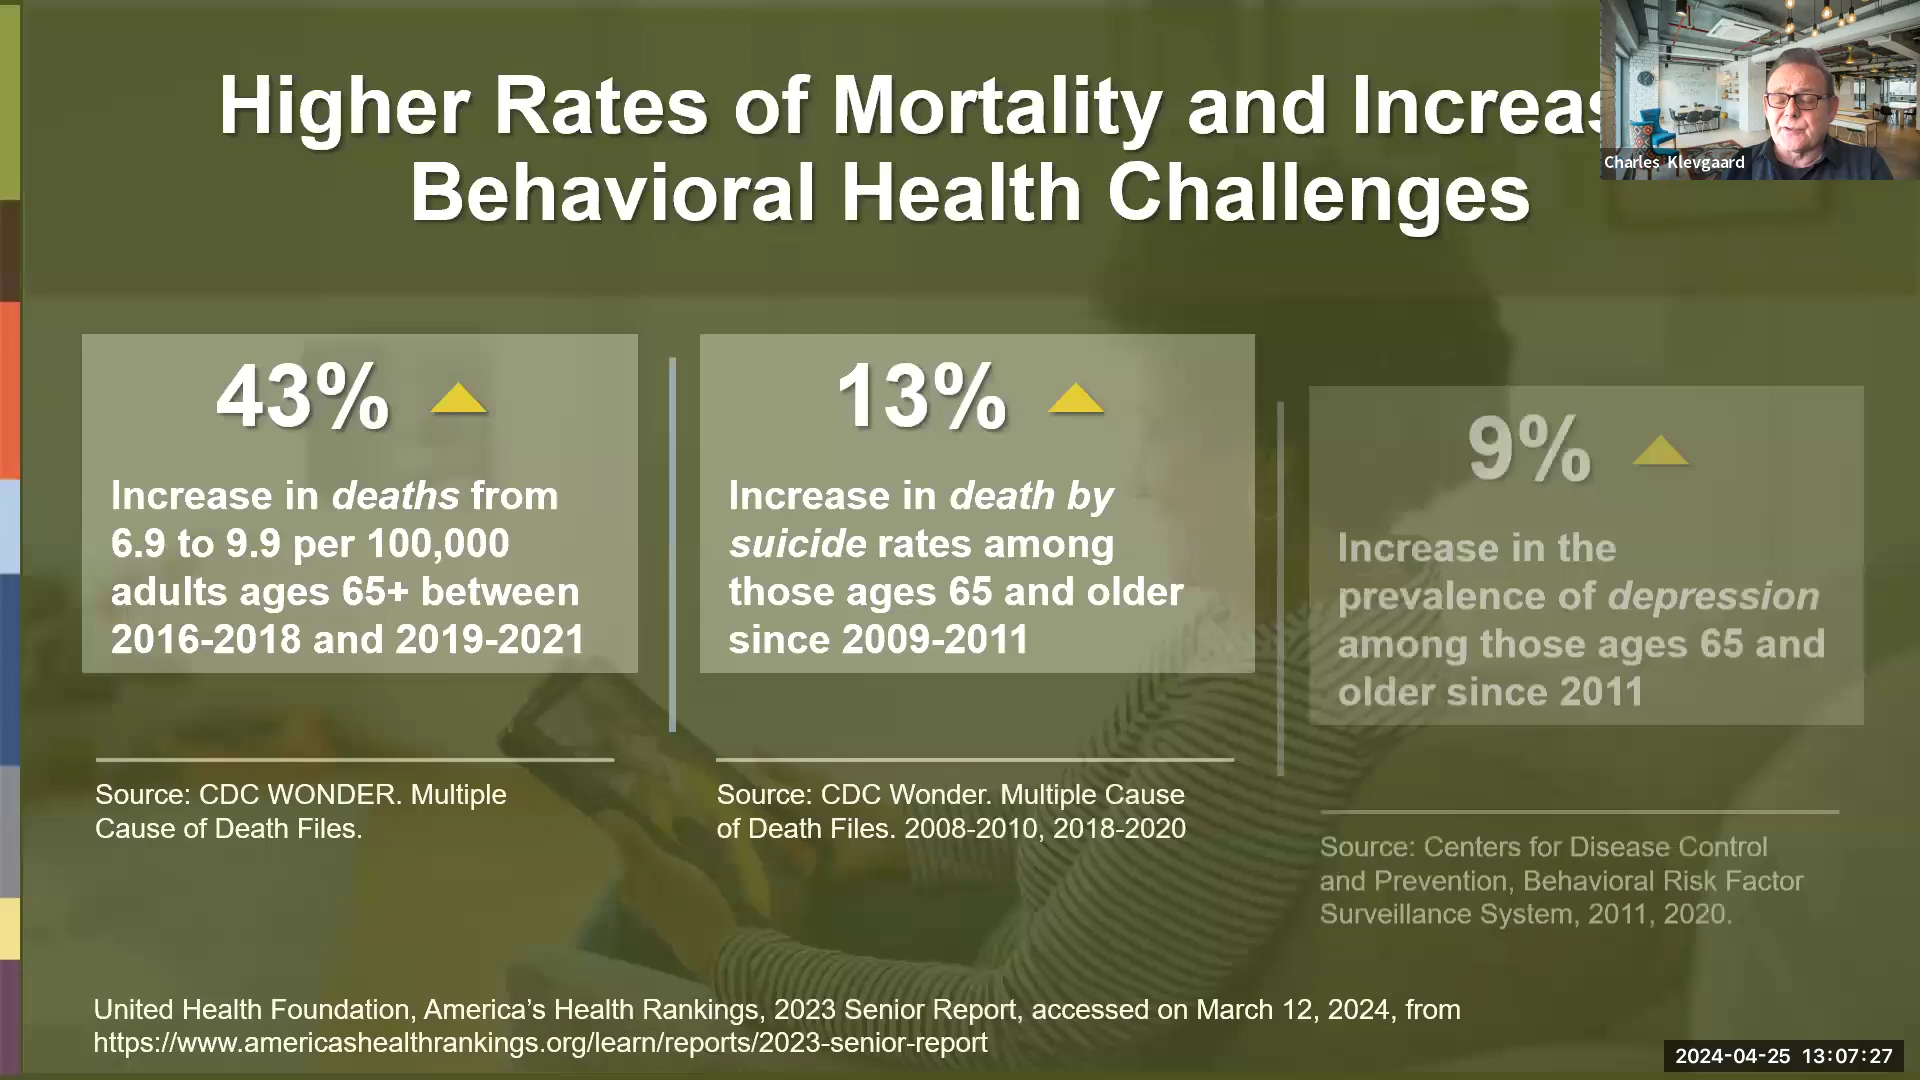 Higher Rates of Mortality and Increas
Behavioral Health Challenges
Charles Klevgaard
43%
Increase in deaths from
6.9 to 9.9 per 100,000
adults ages 65+ between
2016-2018 and 2019-2021
Source: CDC WONDER. Multiple
Cause of Death Files.
13%
Increase in death by
suicide rates among
those ages 65 and older
since 2009-2011
Source: CDC Wonder. Multiple Cause
of Death Files. 2008-2010, 2018-2020
9%
Increase in the
prevalence of depression
among those ages 65 and
older since 2011
Source: Centers for Disease Control
and Prevention, Behavioral Risk Factor
Surveillance System, 2011, 2020.
United Health Foundation, America’s Health Rankings, 2023 Senior Report, accessed on March 12, 2024, from
https://www.americashealthrankings.org/learn/reports/2023-senior-report
2024-04-25 13:07:27